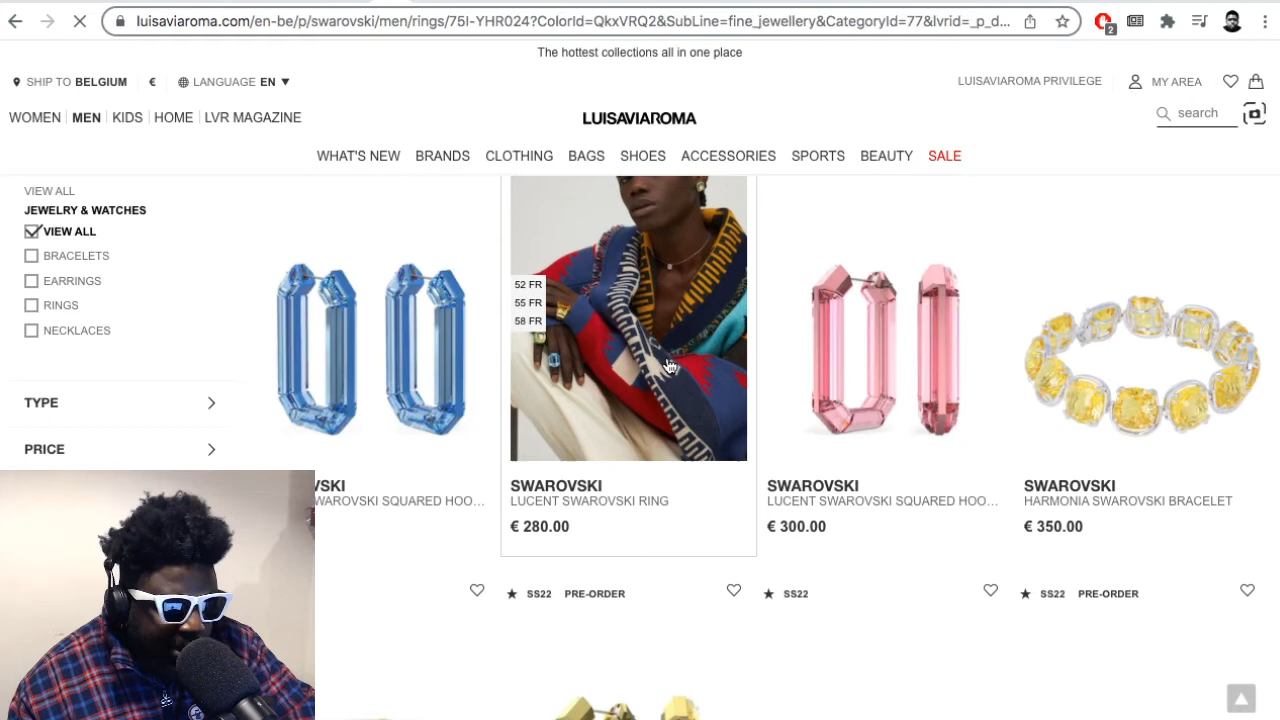 luisaviaroma.com/en-be/p/swarovski/men/rings/75I-YHR024?ColorId=QkxVRQ2&SubLine=fine_jewellery&CategoryId=77&lvrid=_p_d...
2
The hottest collections all in one place
SHIP TO BELGIUM € LANGUAGE EN ▼
LUISAVIAROMA PRIVILEGE MY AREA
WOMEN MEN KIDS HOME LVR MAGAZINE
LUISAVIAROMA
search
WHAT'S NEW BRANDS CLOTHING BAGS SHOES ACCESSORIES SPORTS BEAUTY SALE
VIEW ALL
JEWELRY & WATCHES
VIEW ALL
BRACELETS
EARRINGS
RINGS
NECKLACES
TYPE
PRICE
52 FR
55 FR
58 FR
VSKI
WAROVSKI SQUARED HOO...
SWAROVSKI
LUCENT SWAROVSKI RING
€ 280.00
SWAROVSKI
LUCENT SWAROVSKI SQUARED HOO...
€ 300.00
SWAROVSKI
HARMONIA SWAROVSKI BRACELET
€ 350.00
★ SS22 PRE-ORDER
★ SS22
★ SS22 PRE-ORDER